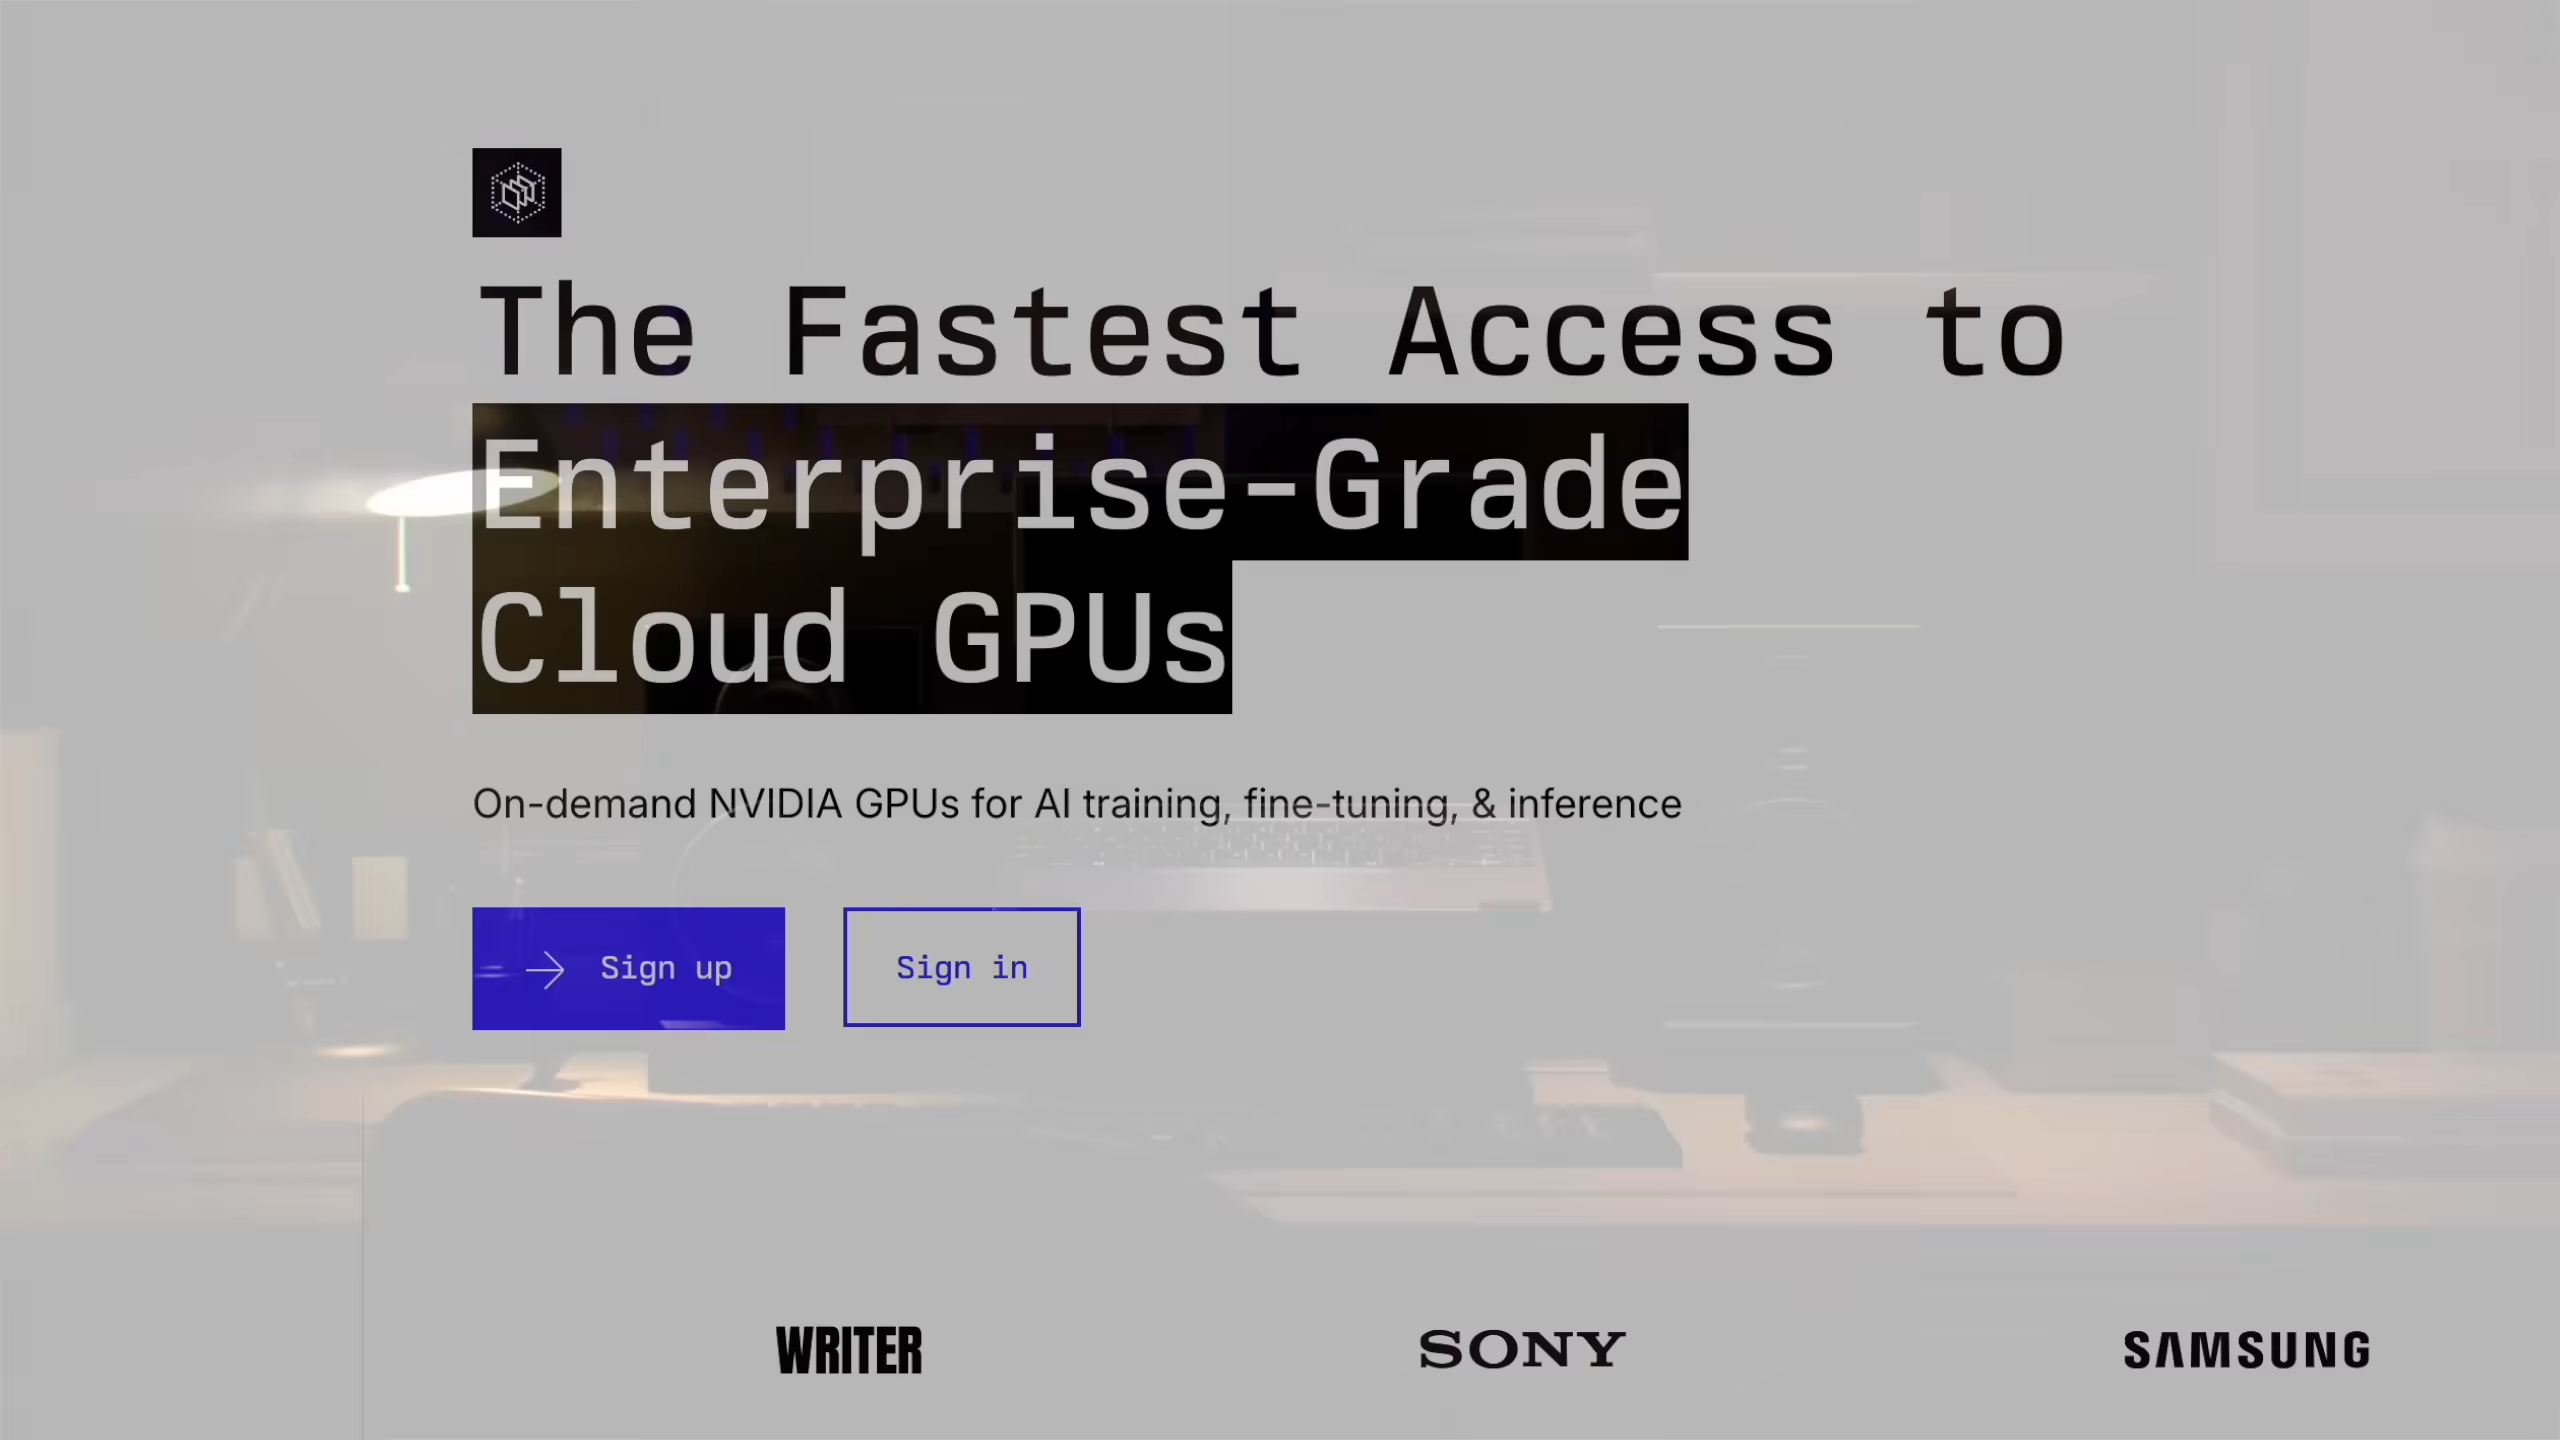 The Fastest Access to
Enterprise-Grade
Cloud GPUs
On-demand NVIDIA GPUs for AI training, fine-tuning, & inference
Sign up
Sign in
WRITER
SONY
SAMSUNG